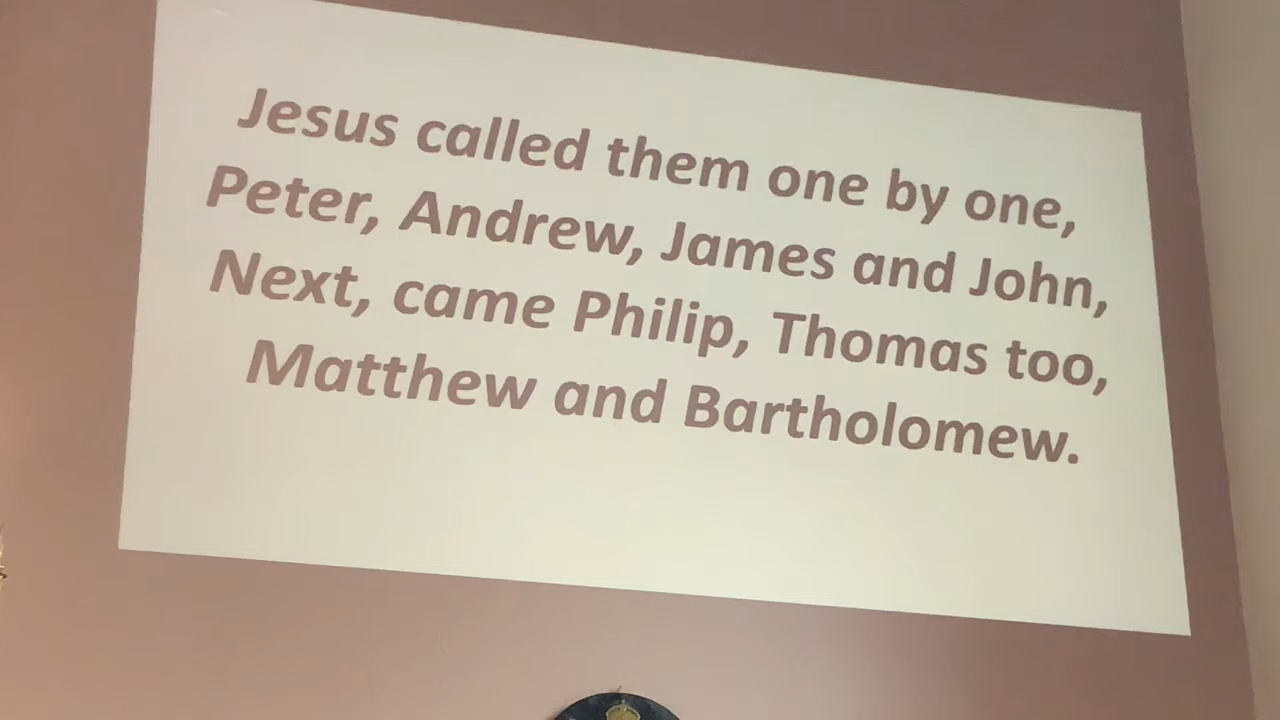 Jesus called them one by one,
Peter, Andrew, James and John,
Next, came Philip, Thomas too,
Matthew and Bartholomew.